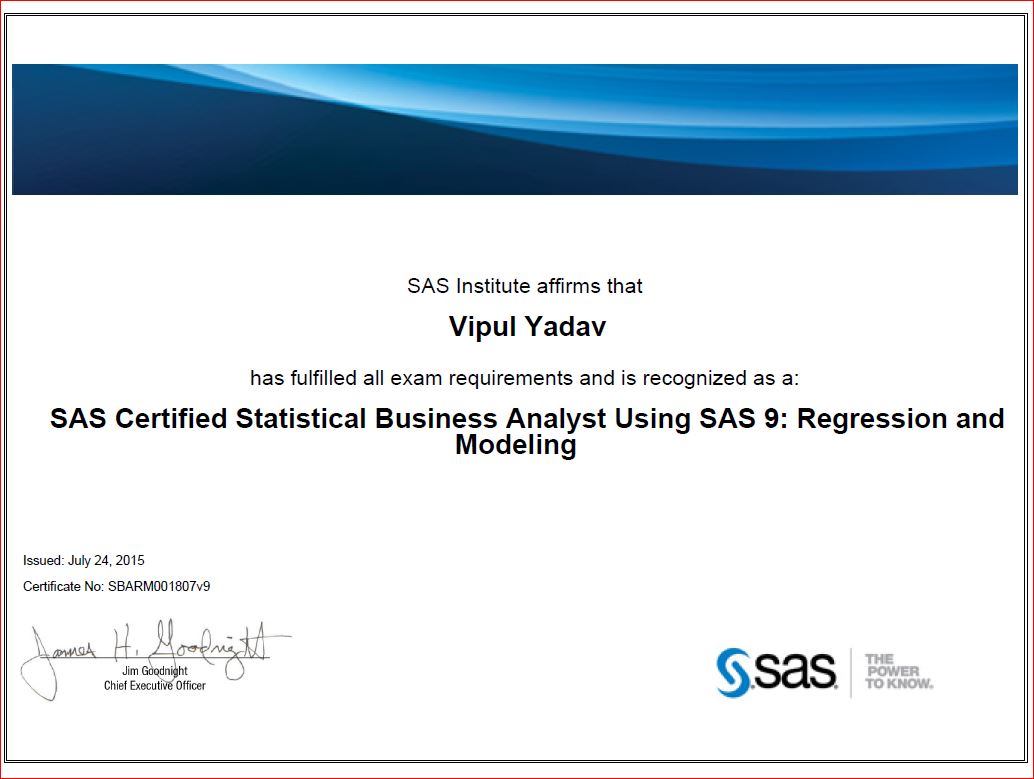 SAS Institute affirms that
Vipul Yadav
has fulfilled all exam requirements and is recognized as a:
SAS Certified Statistical Business Analyst Using SAS 9: Regression and
Modeling
Issued: July 24, 2015
Certificate No: SBARM001807v9
James H. Goodnight
Jim Goodnight
Chief Executive Officer
sas
THE
POWER
TO KNOW.